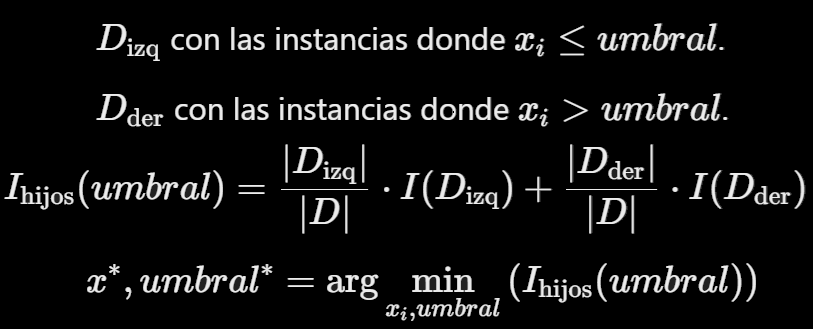 D_izq con las instancias donde x_i ≤ umbral.
D_der con las instancias donde x_i > umbral.
I_hijos(umbral) = |D_izq|/|D| · I(D_izq) + |D_der|/|D| · I(D_der)
x*, umbral* = arg min_{x_i,umbral} (I_hijos(umbral))